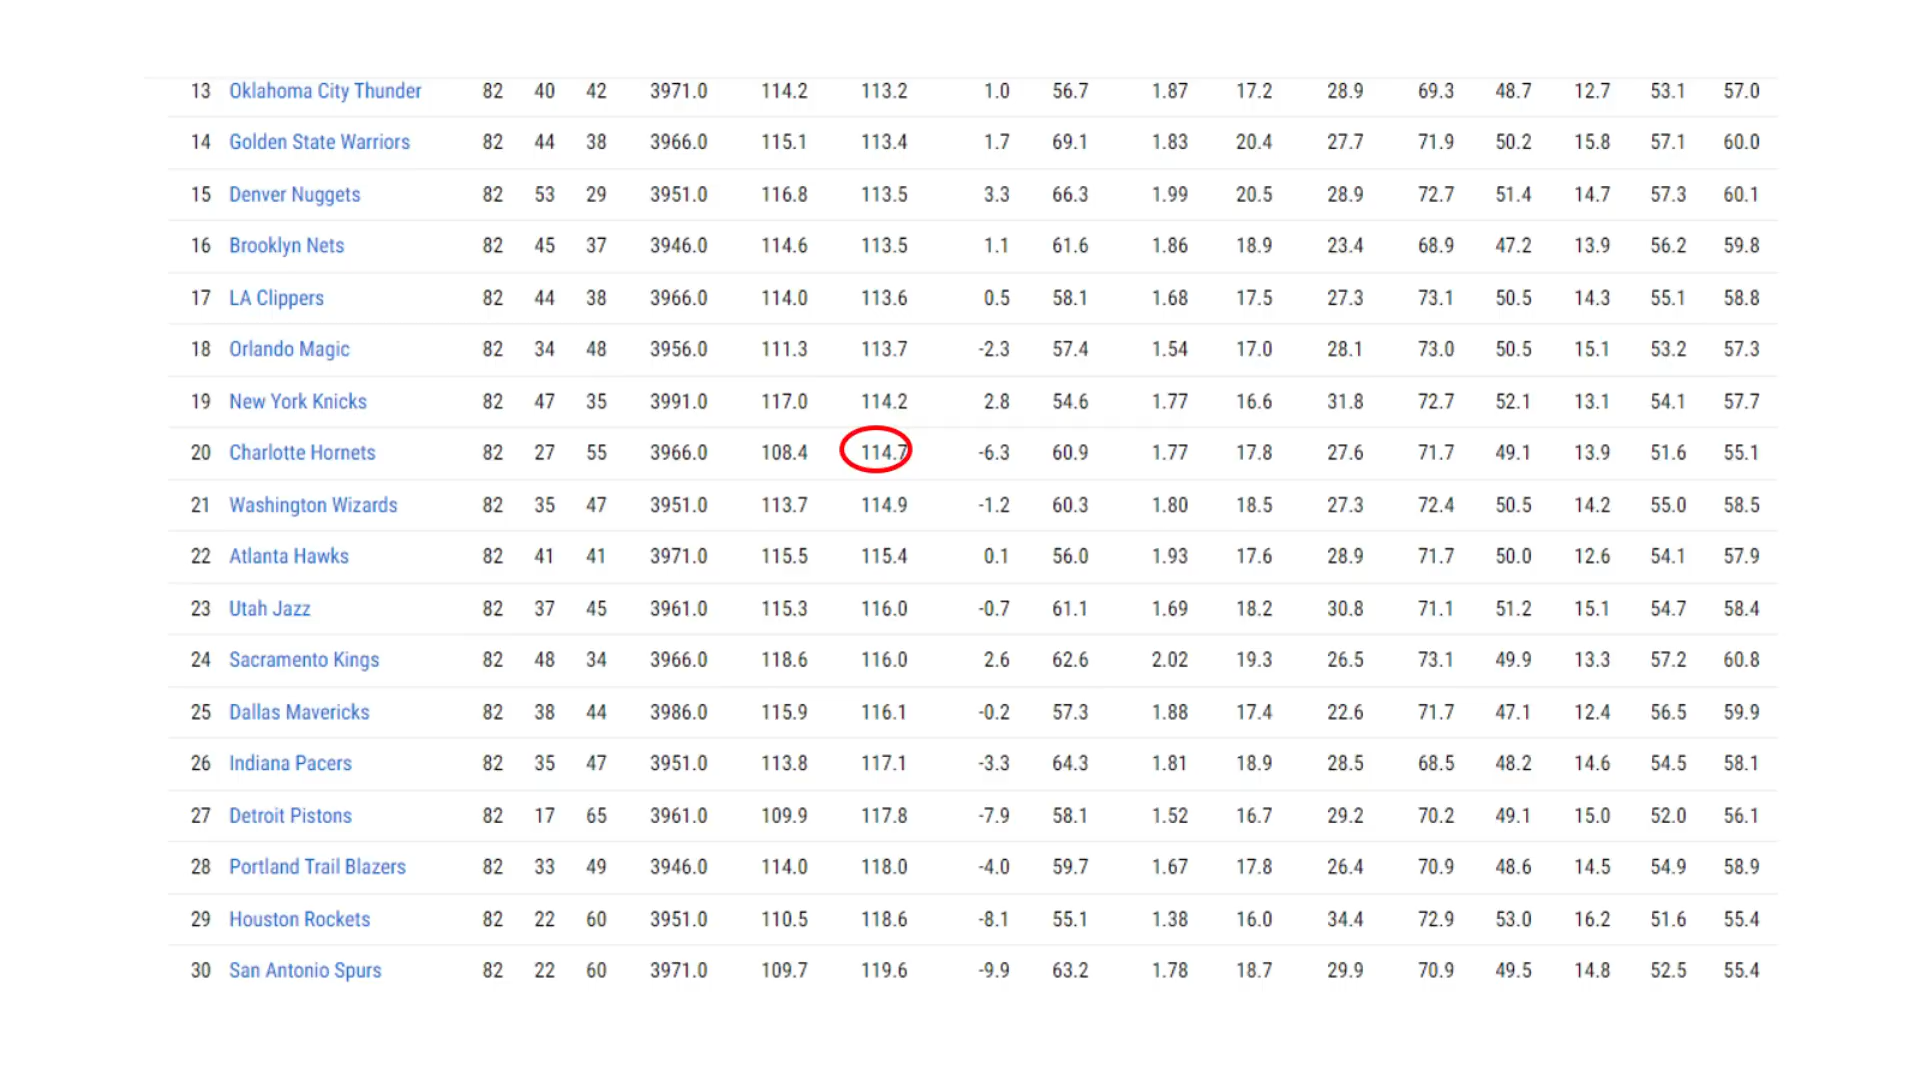 13 Oklahoma City Thunder 82 40 42 3971.0 114.2 113.2 1.0 56.7 1.87 17.2 28.9 69.3 48.7 12.7 53.1 57.0
14 Golden State Warriors 82 44 38 3966.0 115.1 113.4 1.7 69.1 1.83 20.4 27.7 71.9 50.2 15.8 57.1 60.0
15 Denver Nuggets 82 53 29 3951.0 116.8 113.5 3.3 66.3 1.99 20.5 28.9 72.7 51.4 14.7 57.3 60.1
16 Brooklyn Nets 82 45 37 3946.0 114.6 113.5 1.1 61.6 1.86 18.9 23.4 68.9 47.2 13.9 56.2 59.8
17 LA Clippers 82 44 38 3966.0 114.0 113.6 0.5 58.1 1.68 17.5 27.3 73.1 50.5 14.3 55.1 58.8
18 Orlando Magic 82 34 48 3956.0 111.3 113.7 -2.3 57.4 1.54 17.0 28.1 73.0 50.5 15.1 53.2 57.3
19 New York Knicks 82 47 35 3991.0 117.0 114.2 2.8 54.6 1.77 16.6 31.8 72.7 52.1 13.1 54.1 57.7
20 Charlotte Hornets 82 27 55 3966.0 108.4 114.7 -6.3 60.9 1.77 17.8 27.6 71.7 49.1 13.9 51.6 55.1
21 Washington Wizards 82 35 47 3951.0 113.7 114.9 -1.2 60.3 1.80 18.5 27.3 72.4 50.5 14.2 55.0 58.5
22 Atlanta Hawks 82 41 41 3971.0 115.5 115.4 0.1 56.0 1.93 17.6 28.9 71.7 50.0 12.6 54.1 57.9
23 Utah Jazz 82 37 45 3961.0 115.3 116.0 -0.7 61.1 1.69 18.2 30.8 71.1 51.2 15.1 54.7 58.4
24 Sacramento Kings 82 48 34 3966.0 118.6 116.0 2.6 62.6 2.02 19.3 26.5 73.1 49.9 13.3 57.2 60.8
25 Dallas Mavericks 82 38 44 3986.0 115.9 116.1 -0.2 57.3 1.88 17.4 22.6 71.7 47.1 12.4 56.5 59.9
26 Indiana Pacers 82 35 47 3951.0 113.8 117.1 -3.3 64.3 1.81 18.9 28.5 68.5 48.2 14.6 54.5 58.1
27 Detroit Pistons 82 17 65 3961.0 109.9 117.8 -7.9 58.1 1.52 16.7 29.2 70.2 49.1 15.0 52.0 56.1
28 Portland Trail Blazers 82 33 49 3946.0 114.0 118.0 -4.0 59.7 1.67 17.8 26.4 70.9 48.6 14.5 54.9 58.9
29 Houston Rockets 82 22 60 3951.0 110.5 118.6 -8.1 55.1 1.38 16.0 34.4 72.9 53.0 16.2 51.6 55.4
30 San Antonio Spurs 82 22 60 3971.0 109.7 119.6 -9.9 63.2 1.78 18.7 29.9 70.9 49.5 14.8 52.5 55.4